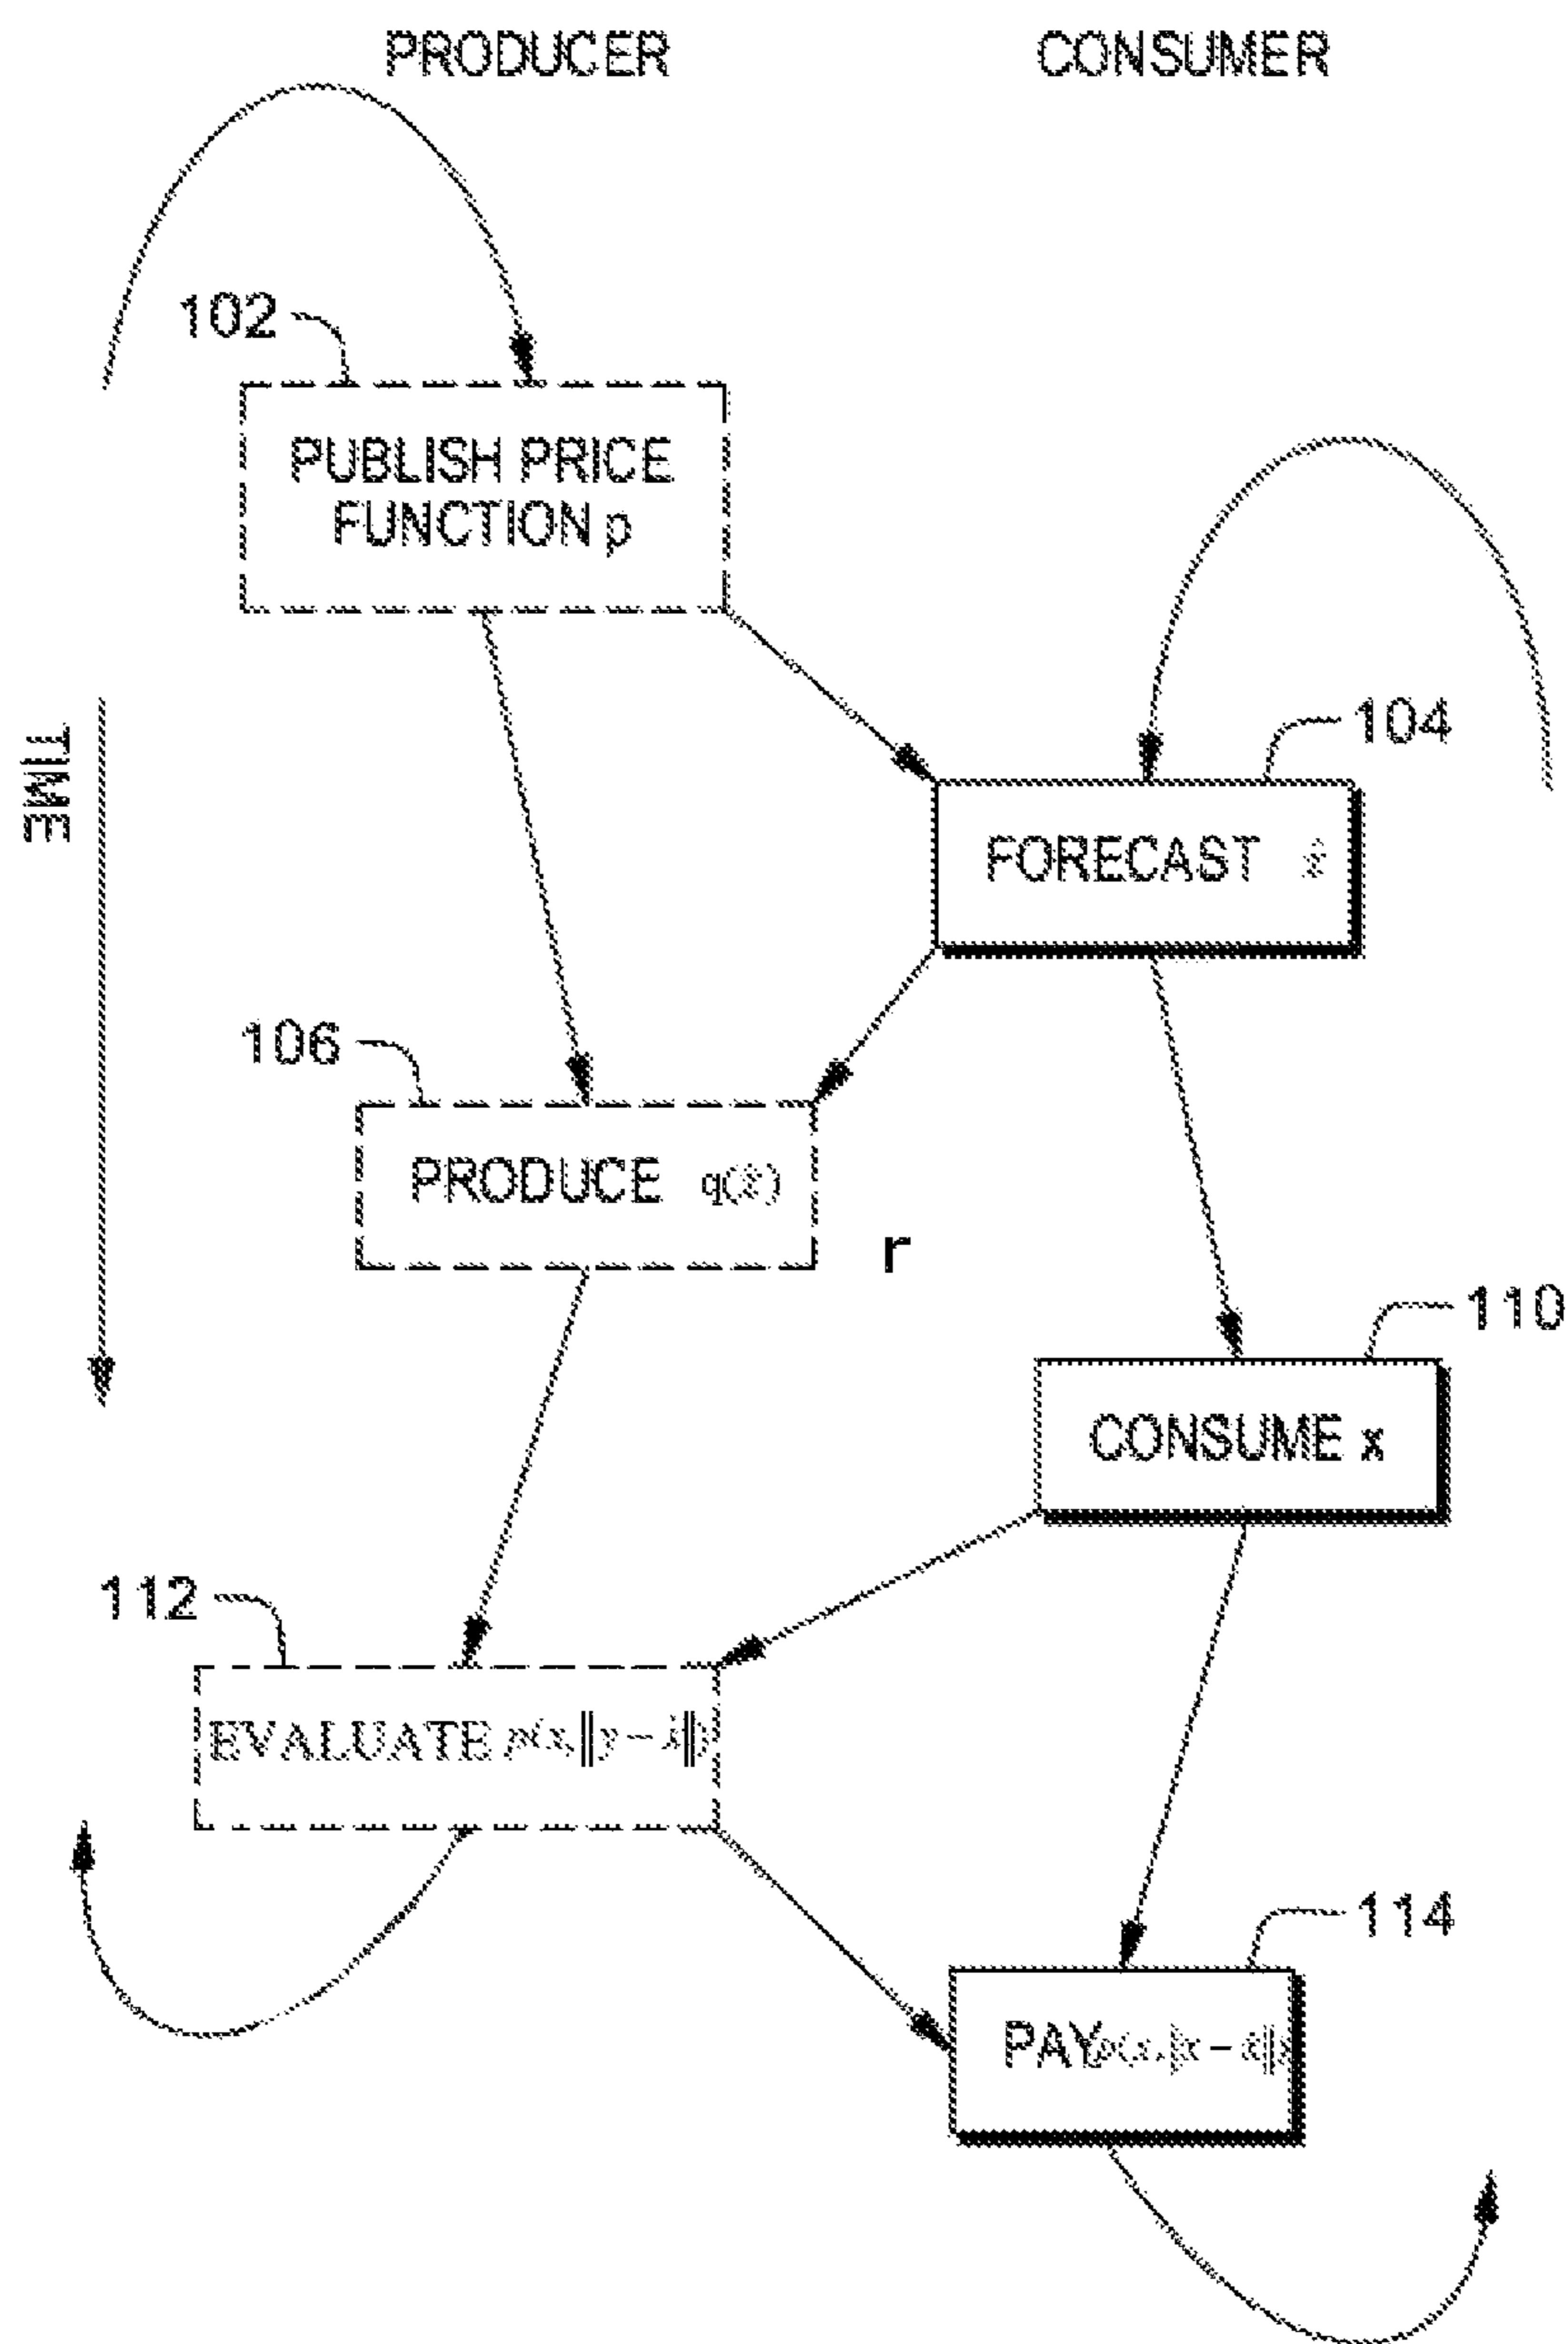 PRODUCER
CONSUMER
102
PUBLISH PRICE
FUNCTION p
TIME
104
FORECAST
106
PRODUCE q(x̂)
r
110
CONSUME x
112
EVALUATE p(x,‖y – x̂‖)
114
PAY p(x,‖x – x̂‖)